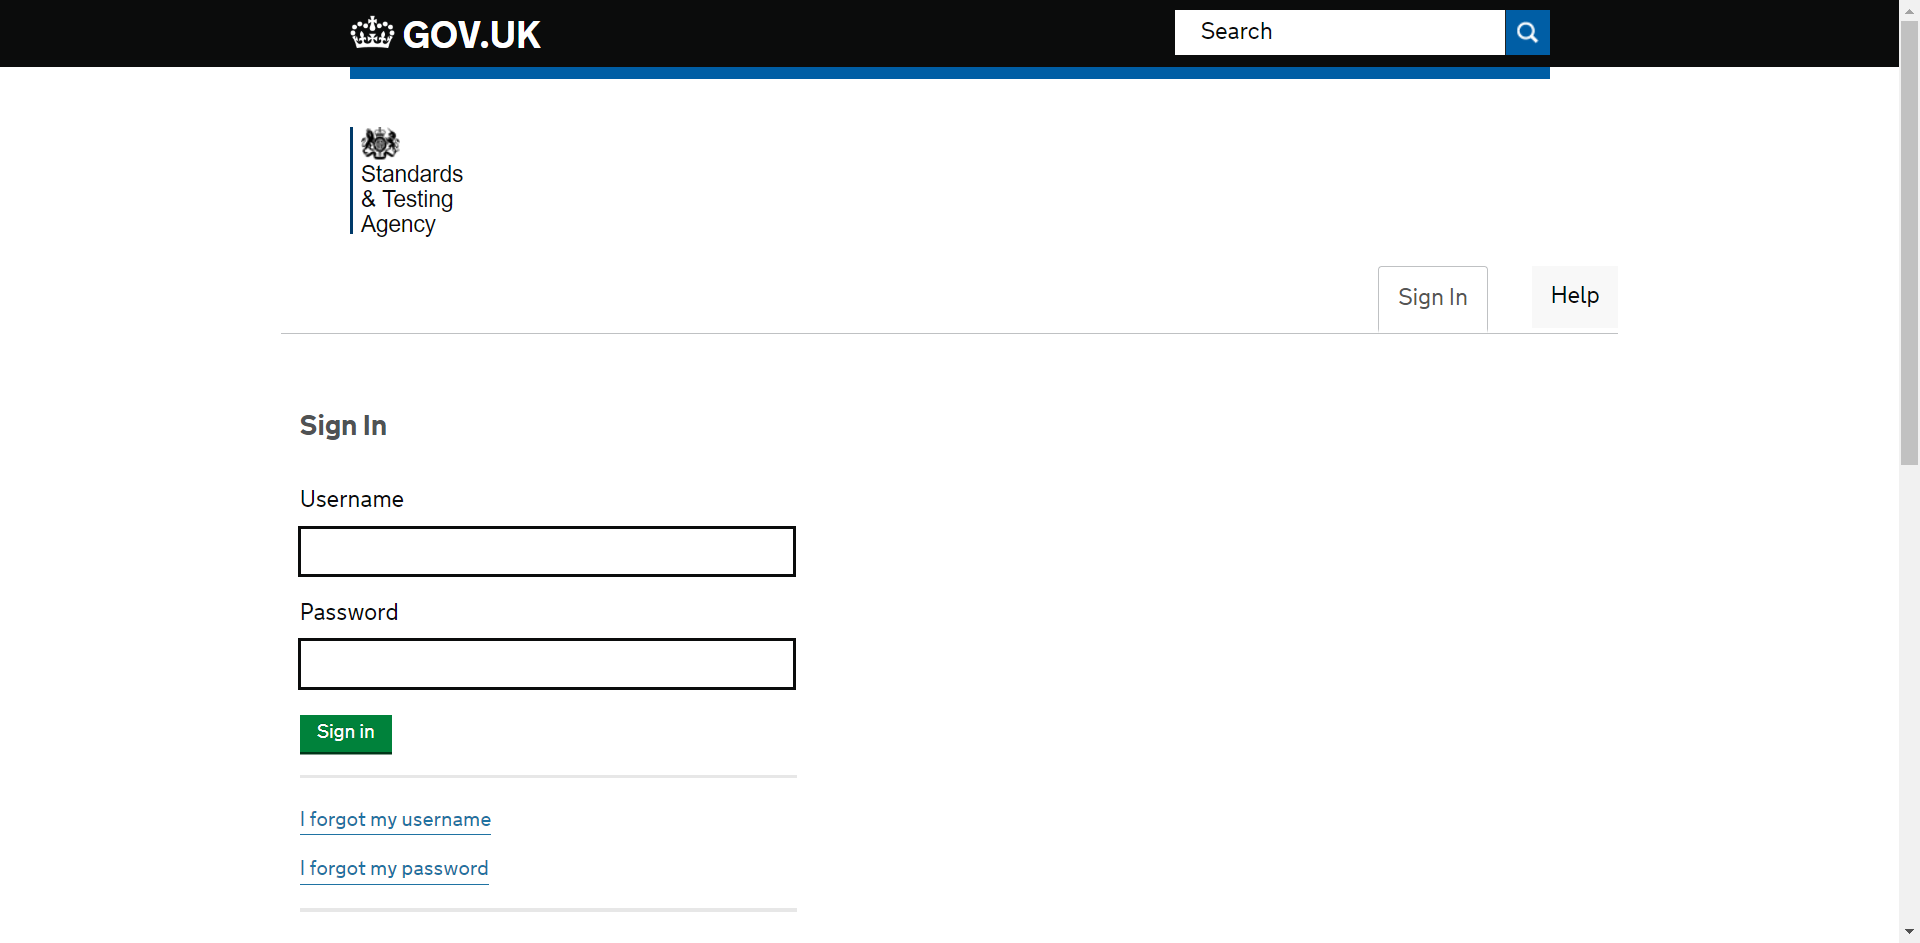 GOV.UK
Search
Standards
& Testing
Agency
Sign In
Help
Sign In
Username
Password
Sign in
I forgot my username
I forgot my password